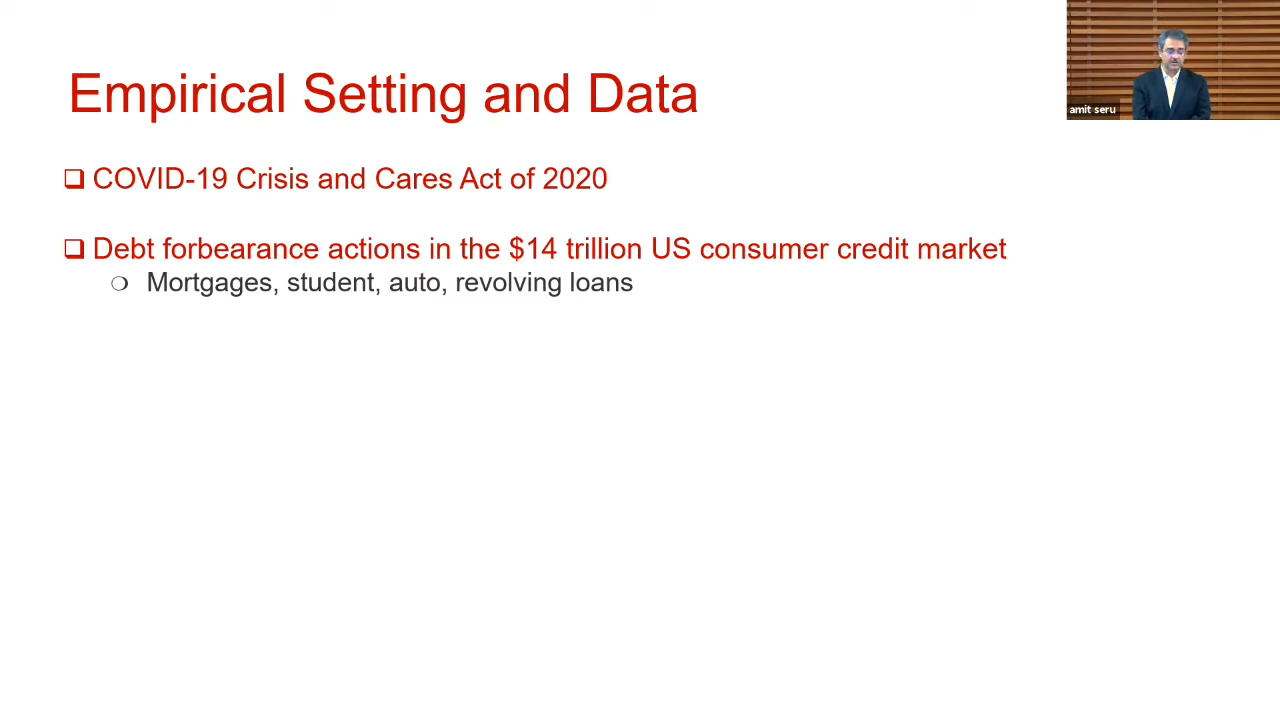 Empirical Setting and Data
amit seru
❑ COVID-19 Crisis and Cares Act of 2020
❑ Debt forbearance actions in the $14 trillion US consumer credit market
❍ Mortgages, student, auto, revolving loans